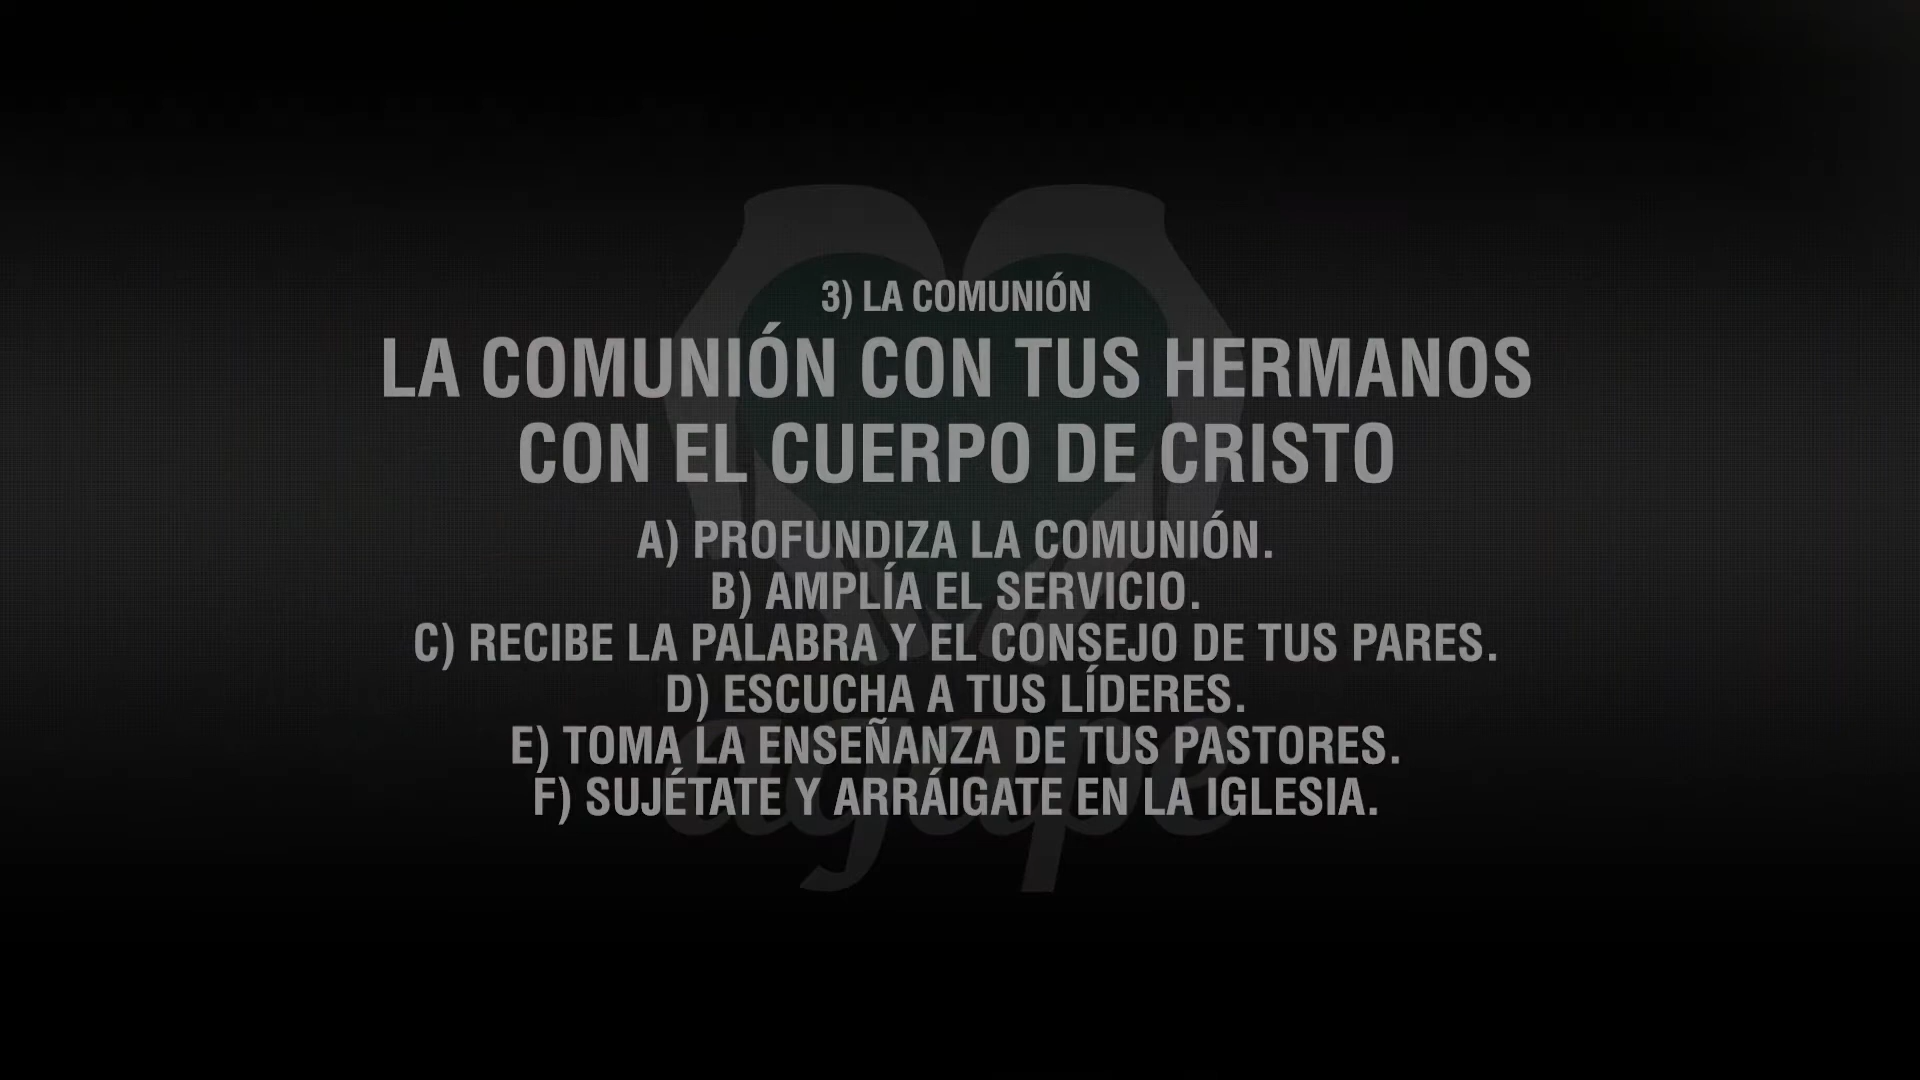 3) LA COMUNIÓN
LA COMUNIÓN CON TUS HERMANOS
CON EL CUERPO DE CRISTO
A) PROFUNDIZA LA COMUNIÓN.
B) AMPLÍA EL SERVICIO.
C) RECIBE LA PALABRA Y EL CONSEJO DE TUS PARES.
D) ESCUCHA A TUS LÍDERES.
E) TOMA LA ENSEÑANZA DE TUS PASTORES.
F) SUJÉTATE Y ARRÁIGATE EN LA IGLESIA.
agape